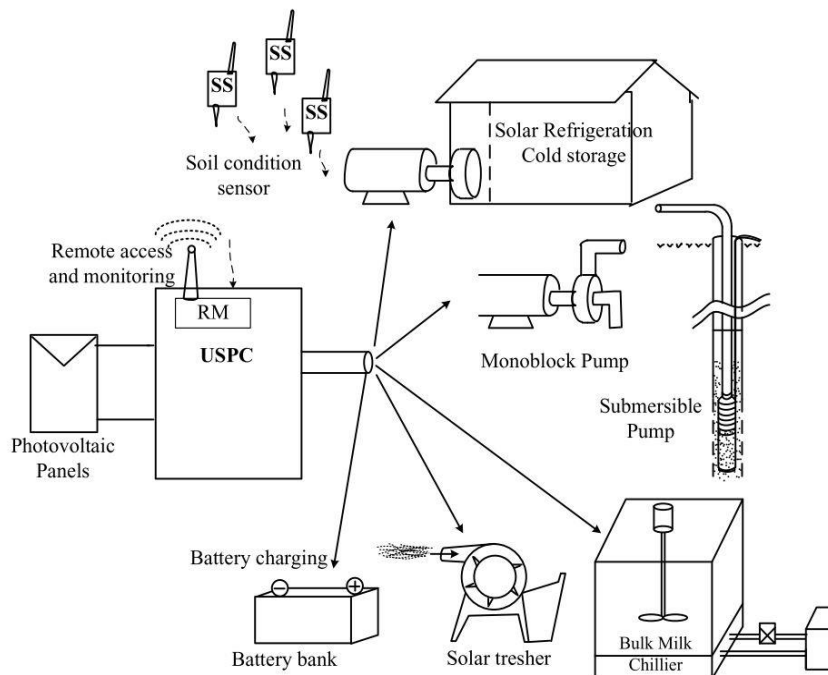 SS
SS
SS
Soil condition
sensor
Solar Refrigeration
Cold storage
Remote access
and monitoring
RM
USPC
Monoblock Pump
Submersible
Pump
Photovoltaic
Panels
Battery charging
Battery bank
Solar tresher
Bulk Milk
Chillier